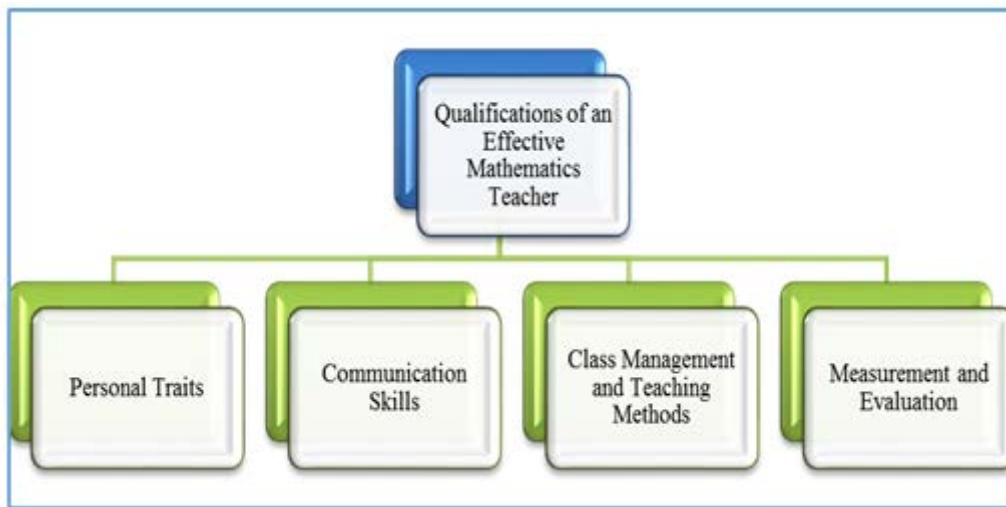 Qualifications of an
Effective
Mathematics
Teacher
Personal Traits
Communication
Skills
Class Management
and Teaching
Methods
Measurement and
Evaluation